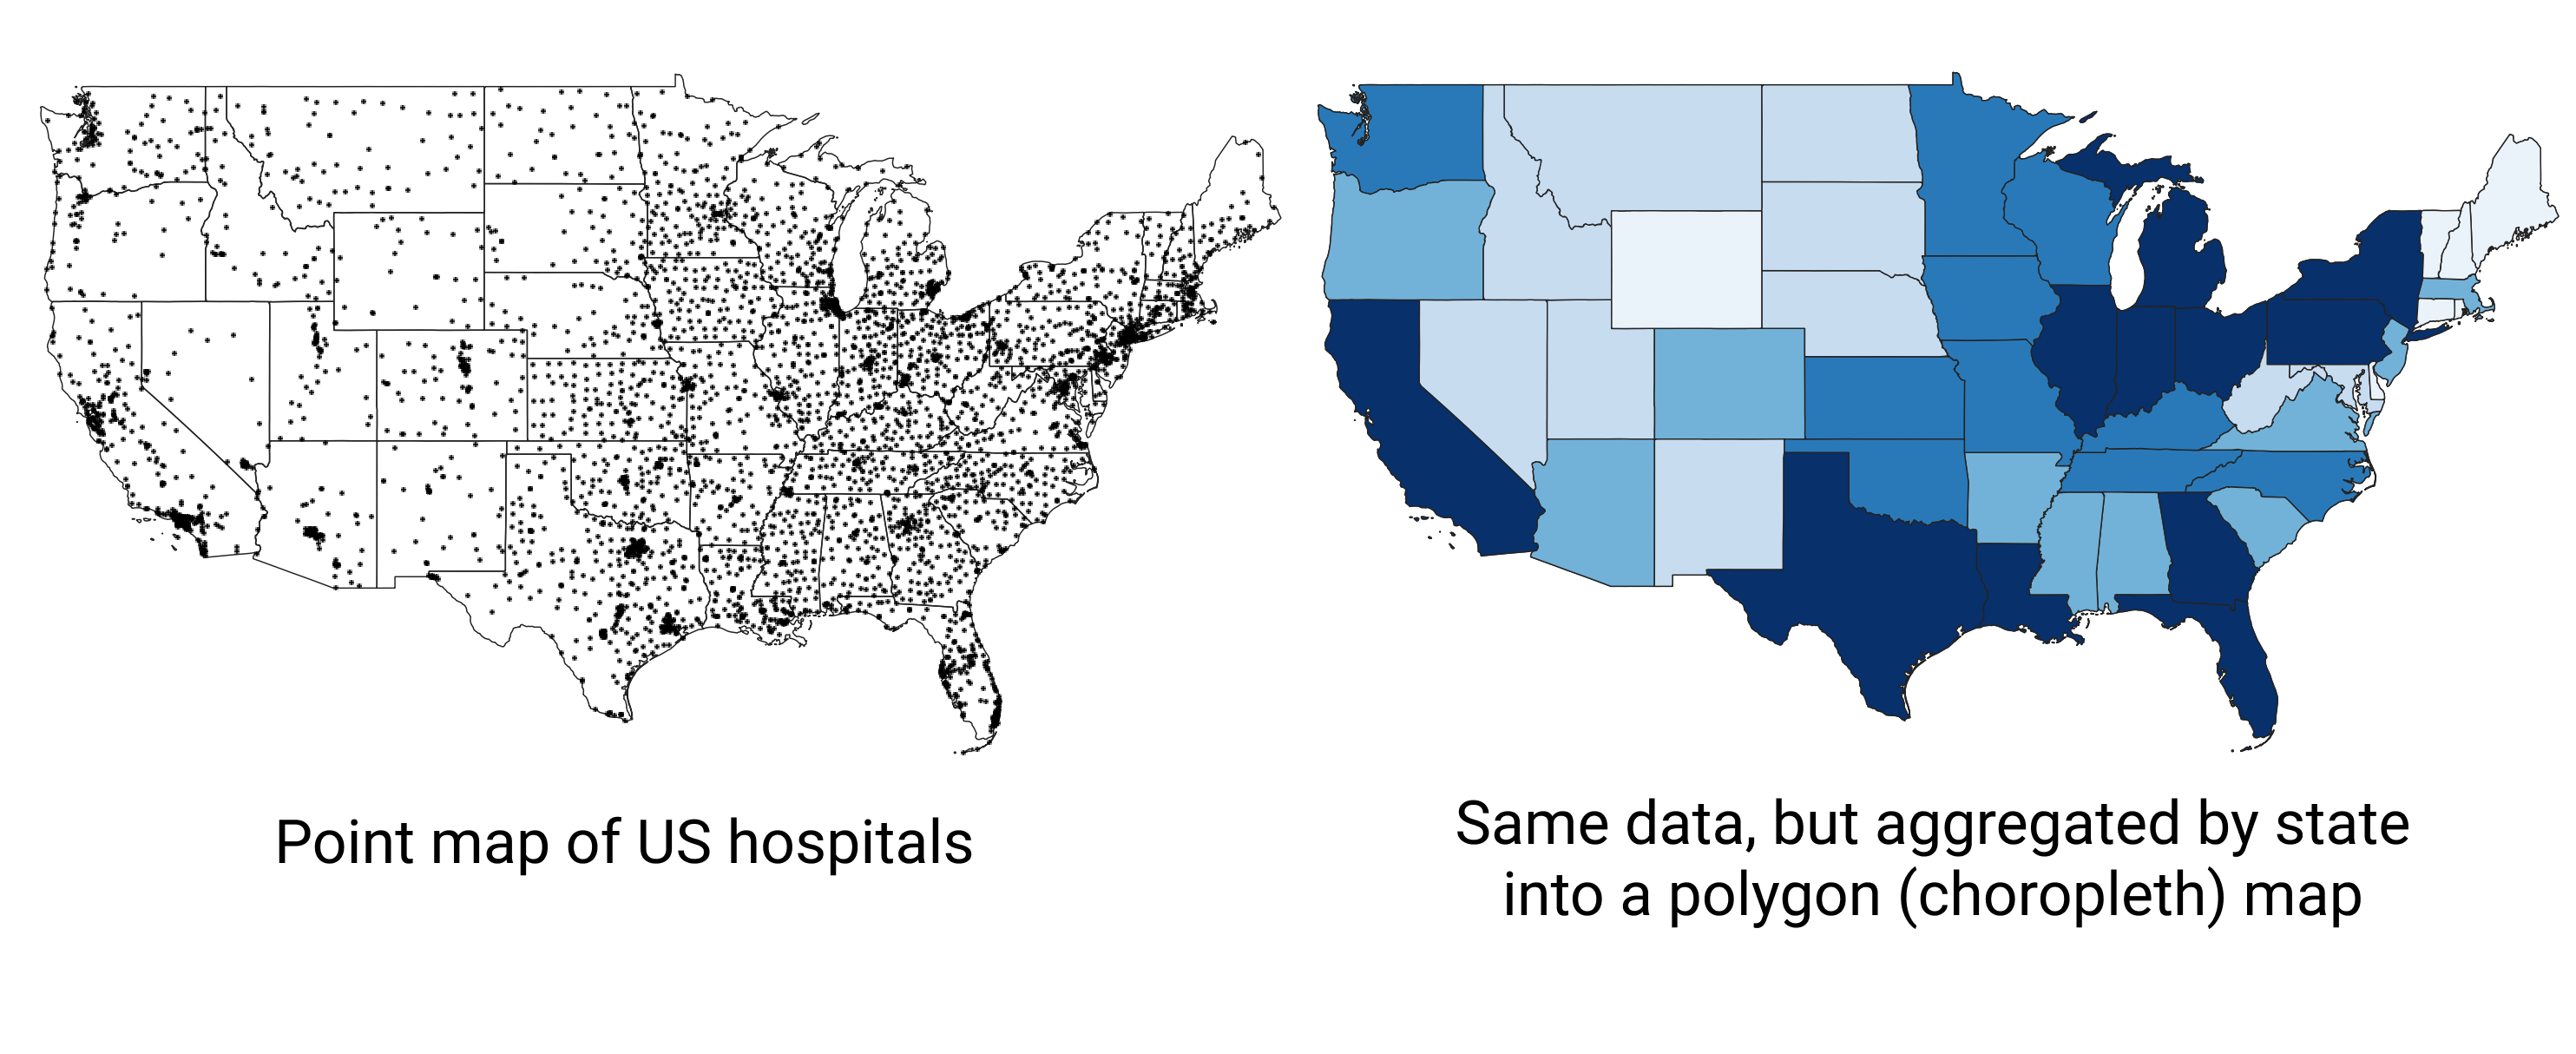 Point map of US hospitals
Same data, but aggregated by state
into a polygon (choropleth) map